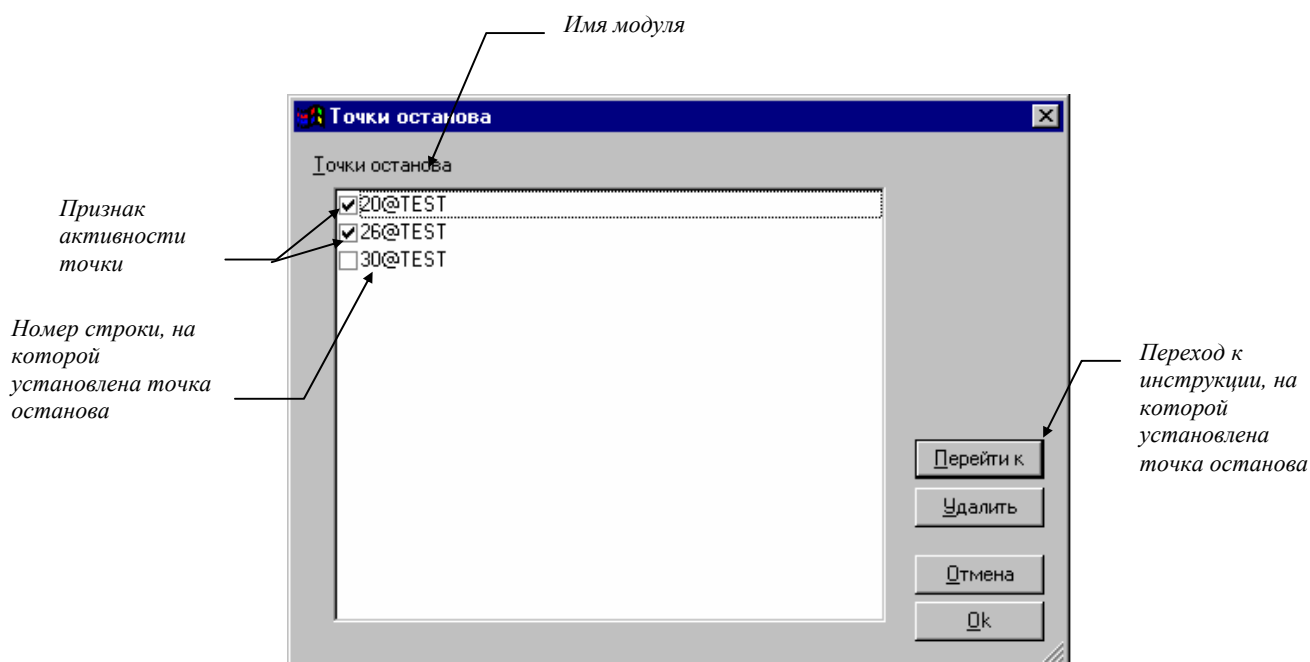 Имя модуля
Точки останова
Точки останова
Признак
активности
точки
20@TEST
26@TEST
30@TEST
Номер строки, на
которой
установлена точка
останова
Переход к
инструкции, на
которой
установлена
точка останова
Перейти к
Удалить
Отмена
Ok